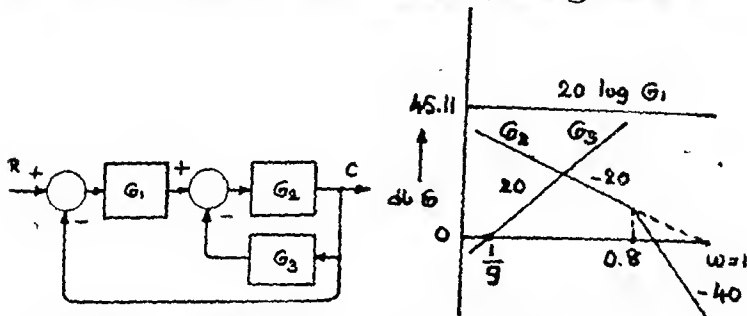 R + - G₁ + - G₂ C
G₃
20 log G₁
45.11
G₂ G₃
20 -20
db G
0
1/9 0.8 ω=1
-40